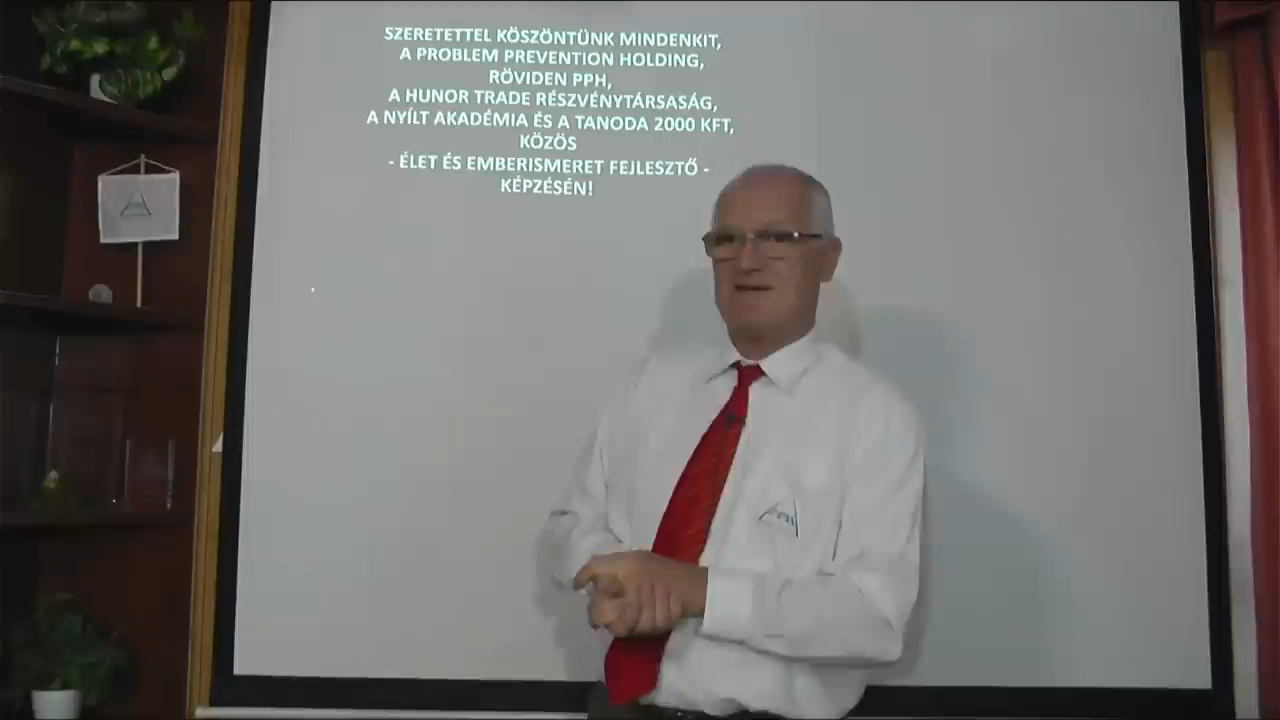 SZERETETTEL KÖSZÖNTÜNK MINDENKIT,
A PROBLEM PREVENTION HOLDING,
RÖVIDEN PPH,
A HUNOR TRADE RÉSZVÉNYTÁRSASÁG,
A NYÍLT AKADÉMIA ÉS A TANODA 2000 KFT,
KÖZÖS
- ÉLET ÉS EMBERISMERET FEJLESZTŐ -
KÉPZÉSÉN!